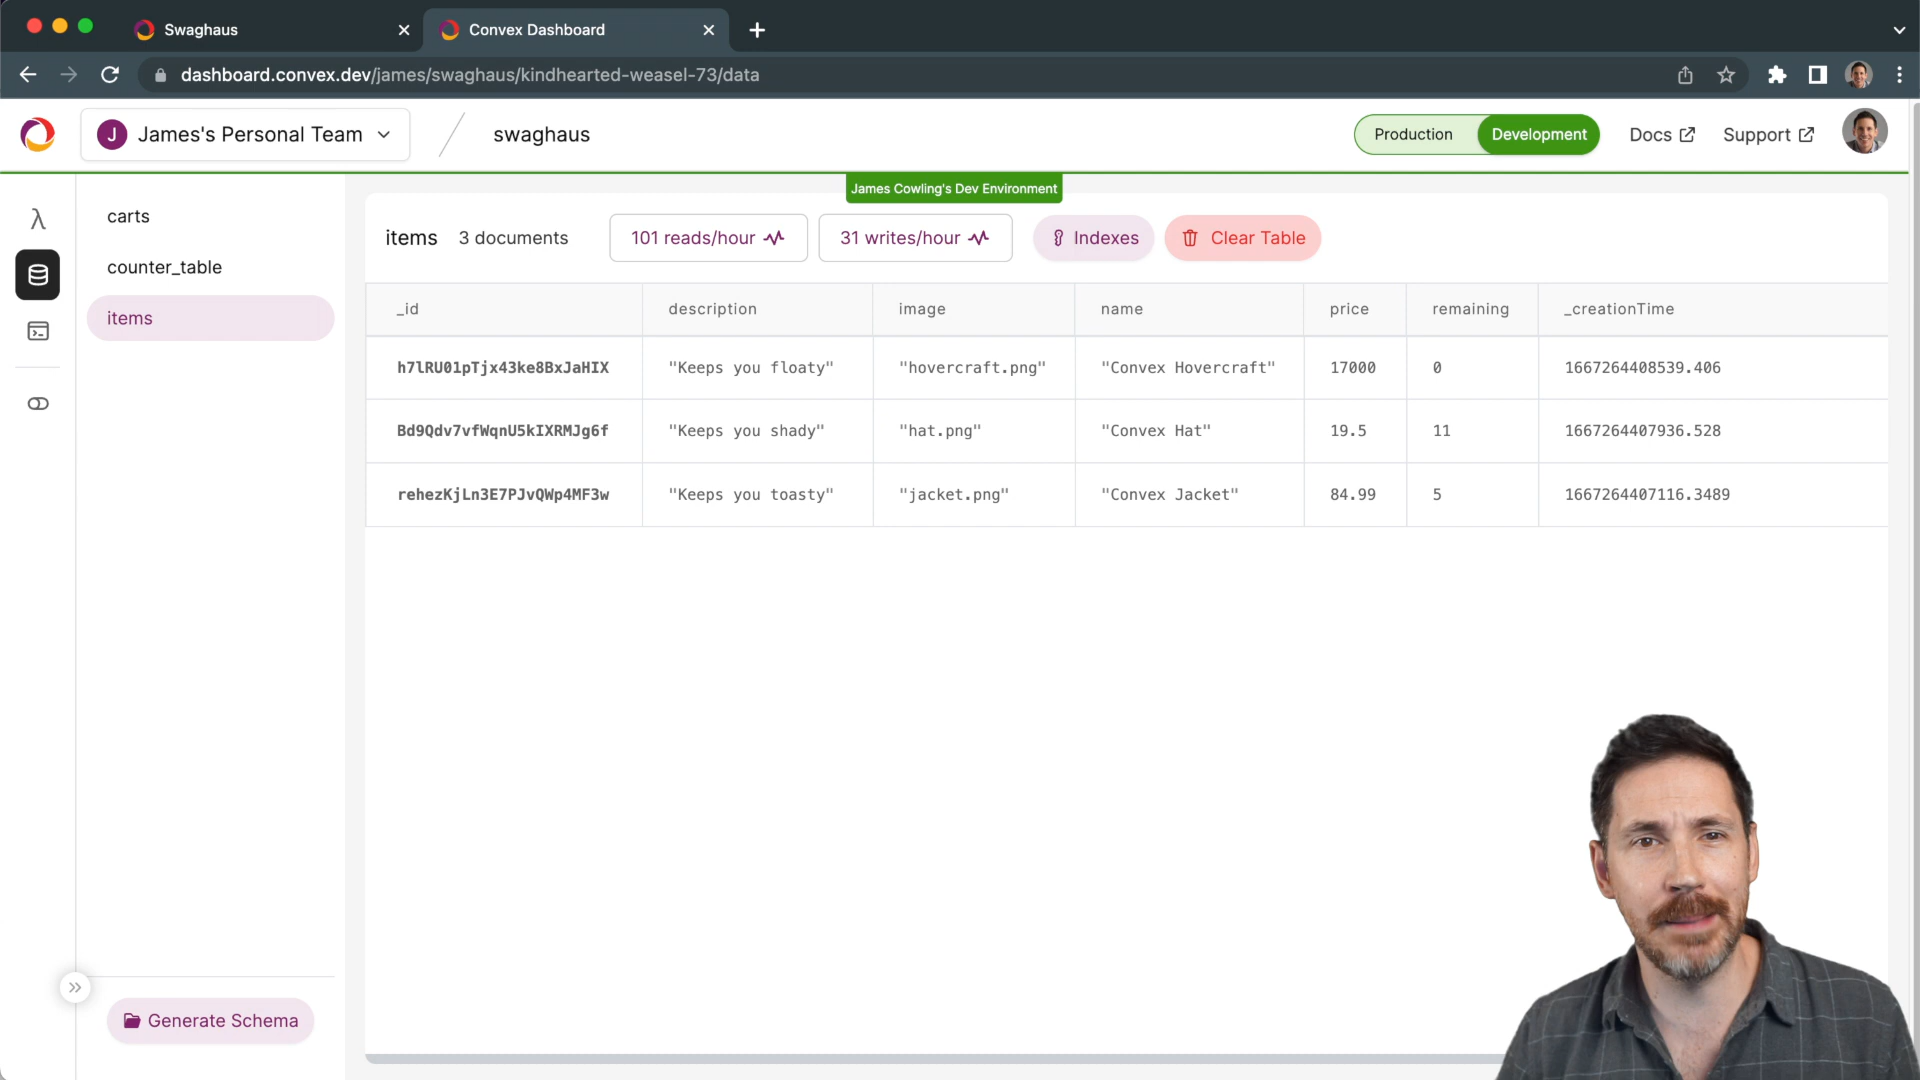 Swaghaus
Convex Dashboard
dashboard.convex.dev/james/swaghaus/kindhearted-weasel-73/data
J James's Personal Team
swaghaus
Production
Development
Docs
Support
James Cowling's Dev Environment
carts
counter_table
items
items 3 documents
101 reads/hour
31 writes/hour
Indexes
Clear Table
_id description image name price remaining _creationTime
h7lRU01pTjx43ke8BxJaHIX "Keeps you floaty" "hovercraft.png" "Convex Hovercraft" 17000 0 1667264408539.406
Bd9Qdv7vfWqnU5kIXRMJg6f "Keeps you shady" "hat.png" "Convex Hat" 19.5 11 1667264407936.528
rehezKjLn3E7PJvQWp4MF3w "Keeps you toasty" "jacket.png" "Convex Jacket" 84.99 5 1667264407116.3489
Generate Schema